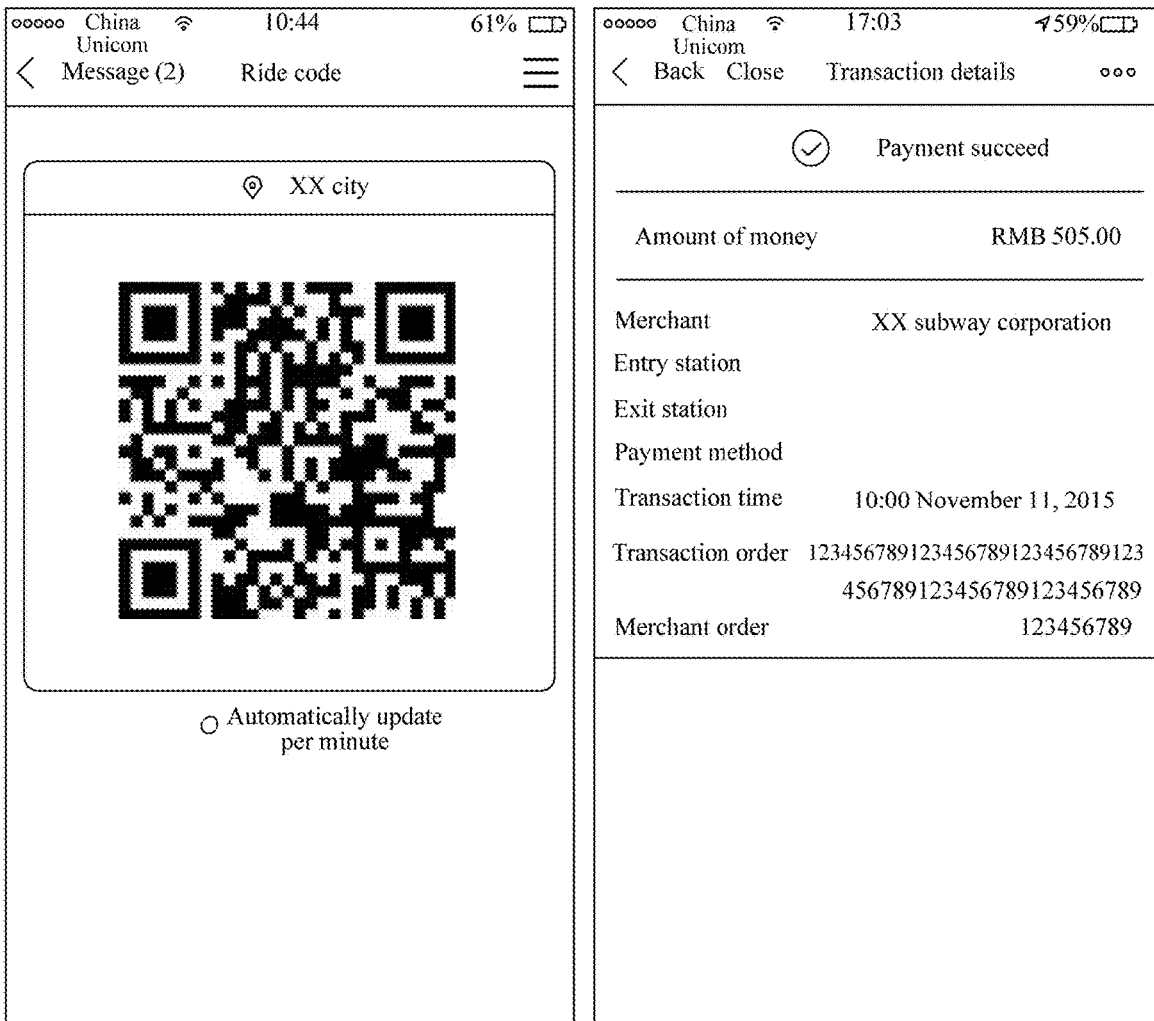 China 10:44 61%
Unicom
Message (2) Ride code
XX city
Automatically update
per minute
China 17:03 59%
Unicom
Back Close Transaction details
Payment succeed
Amount of money RMB 505.00
Merchant XX subway corporation
Entry station
Exit station
Payment method
Transaction time 10:00 November 11, 2015
Transaction order 123456789123456789123456789123
456789123456789123456789
Merchant order 123456789